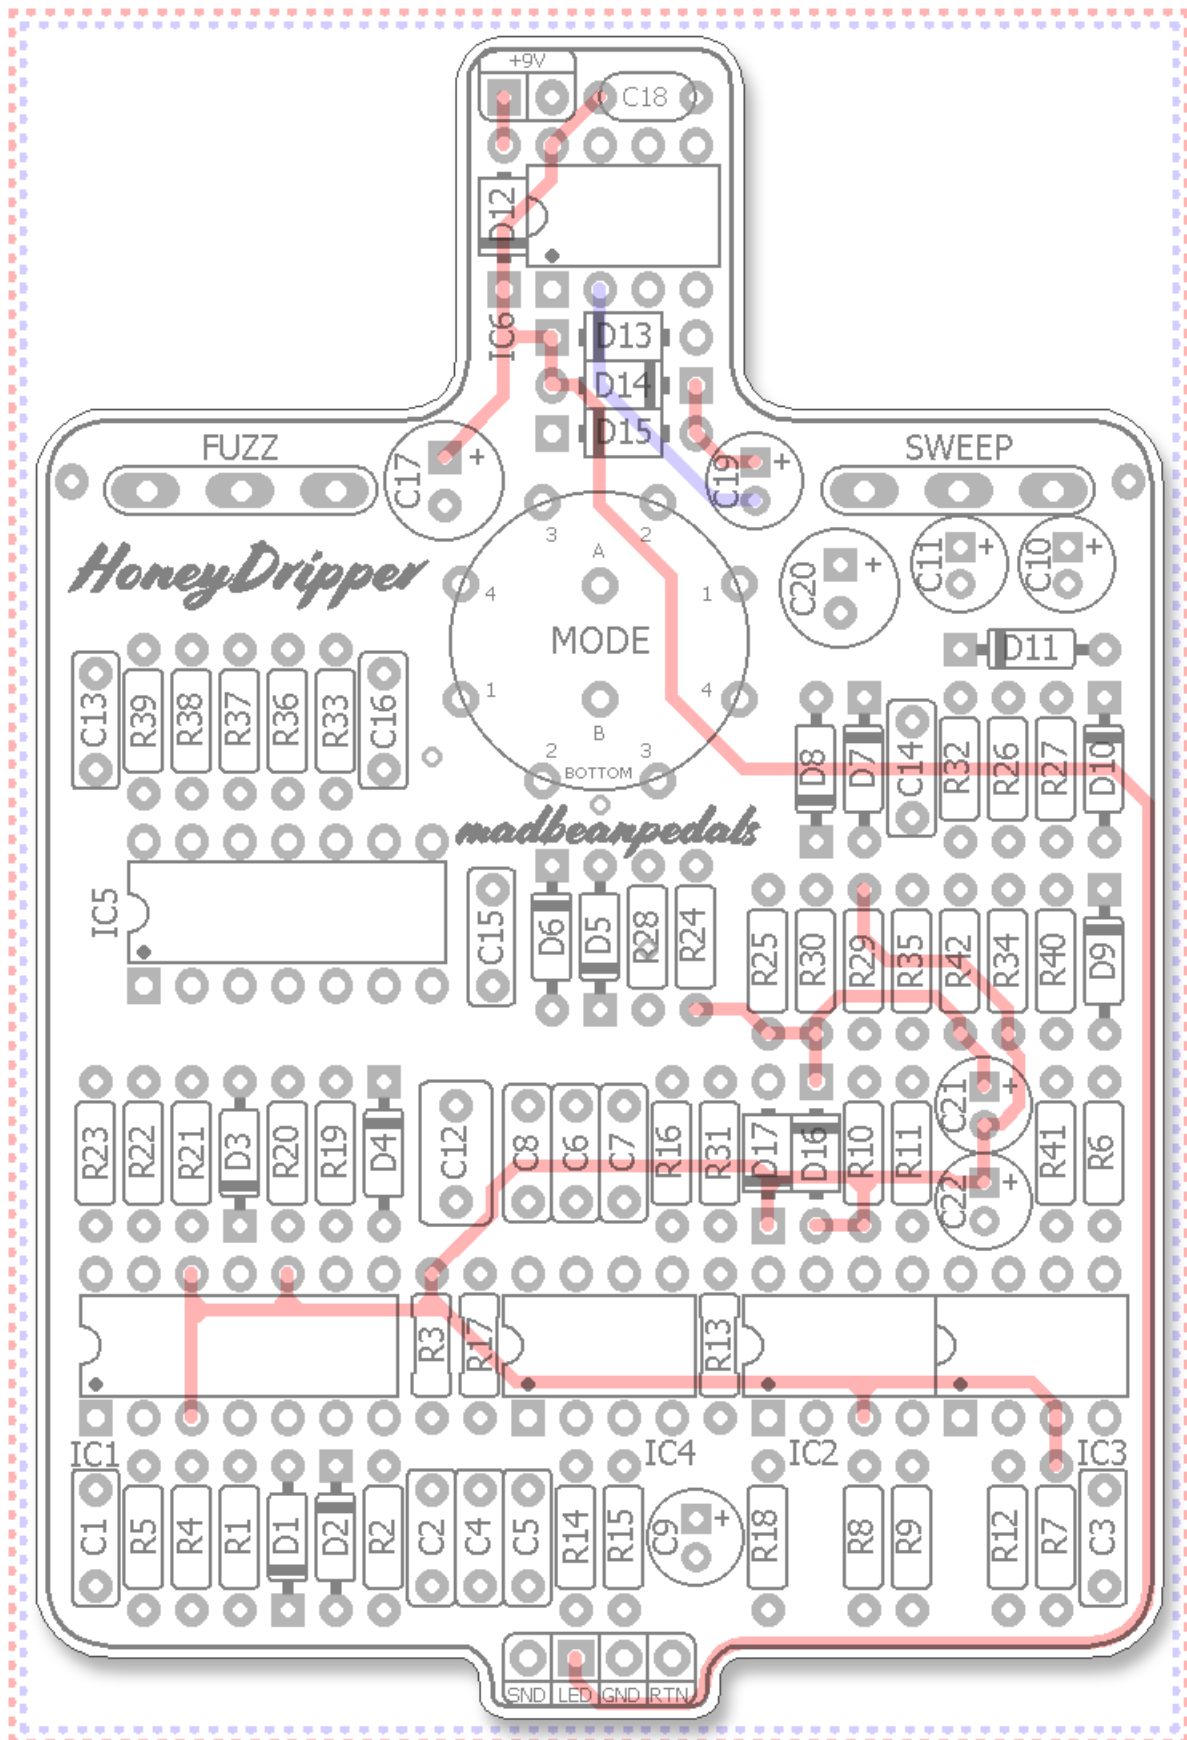 +9V
C18
D12
IC6
D13
D14
D15
FUZZ
C17 +
C19 +
SWEEP
HoneyDripper
3 A 2
4 1
MODE
1 4
2 B 3
BOTTOM
C20 +
C11 +
C10 +
D11
C13 R39 R38 R37 R36 R33 C16
D8 D7 C14 R32 R26 R27 D10
madbeanpedals
IC5
C15 D6 D5 R28 R24
R25 R30 R29 R35 R42 R34 R40 D9
R23 R22 R21 D3 R20 R19 D4 C12 C8 C6 C7 R16 R31 D17 D16 R10 R11 C21 + R41 R6
C22 +
R3 R17 R13
IC1 IC4 IC2 IC3
C1 R5 R4 R1 D1 D2 R2 C2 C4 C5 R14 R15 C9 + R18 R8 R9 R12 R7 C3
SND LED GND RTN